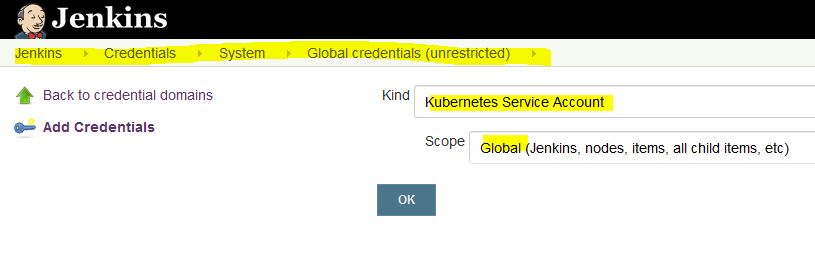 Jenkins
Jenkins Credentials System Global credentials (unrestricted)
Back to credential domains
Kind Kubernetes Service Account
Add Credentials
Scope Global (Jenkins, nodes, items, all child items, etc)
OK